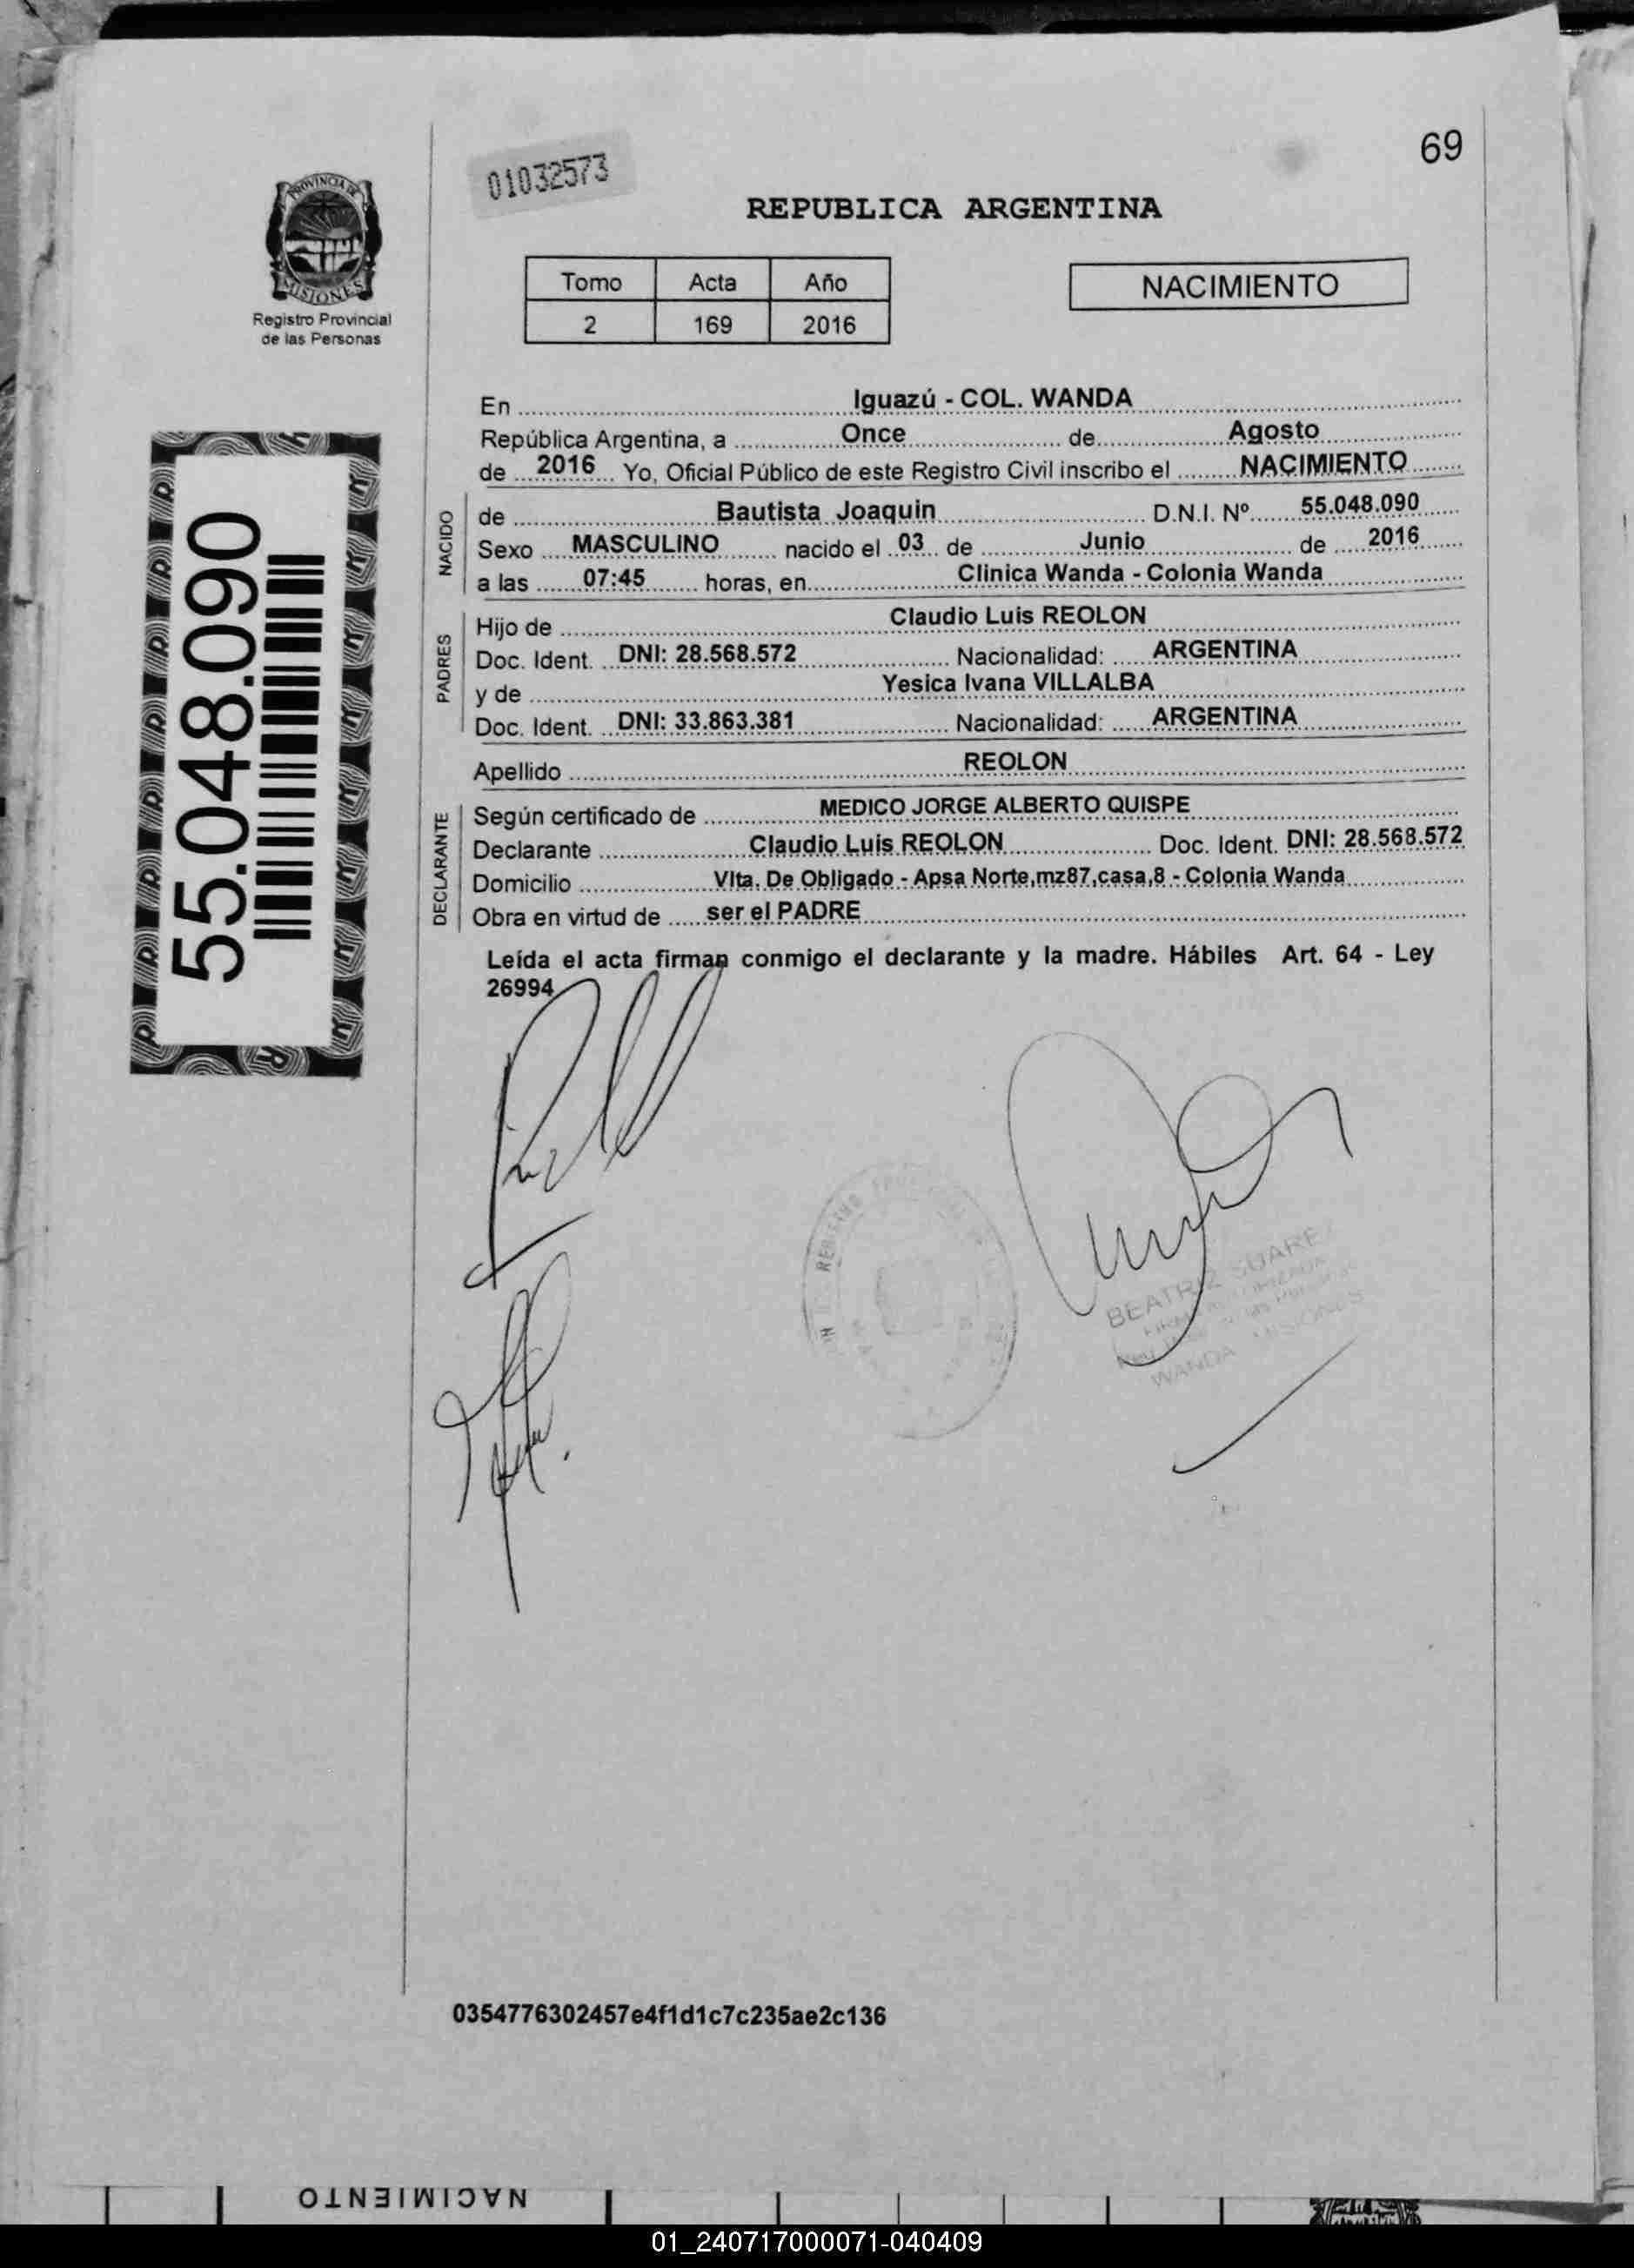 69
01032573
REPUBLICA ARGENTINA
PROVINCIA DE
MISIONES
Registro Provincial
de las Personas
Tomo Acta Año
2 169 2016
NACIMIENTO
En Iguazú - COL. WANDA
República Argentina, a Once de Agosto
de 2016 Yo, Oficial Público de este Registro Civil inscribo el NACIMIENTO
NACIDO
de Bautista Joaquin D.N.I. Nº 55.048.090
Sexo MASCULINO nacido el 03 de Junio de 2016
a las 07:45 horas, en Clinica Wanda - Colonia Wanda
PADRES
Hijo de Claudio Luis REOLON
Doc. Ident. DNI: 28.568.572 Nacionalidad: ARGENTINA
y de Yesica Ivana VILLALBA
Doc. Ident. DNI: 33.863.381 Nacionalidad: ARGENTINA
Apellido REOLON
DECLARANTE
Según certificado de MEDICO JORGE ALBERTO QUISPE
Declarante Claudio Luis REOLON Doc. Ident. DNI: 28.568.572
Domicilio Vlta. De Obligado - Apsa Norte,mz87,casa,8 - Colonia Wanda
Obra en virtud de ser el PADRE
Leída el acta firman conmigo el declarante y la madre. Hábiles Art. 64 - Ley
26994
55.048.090
BEATRIZ SUARE
WANDA MISIONES
0354776302457e4f1d1c7c235ae2c136
NACIMIENTO
01_240717000071-040409